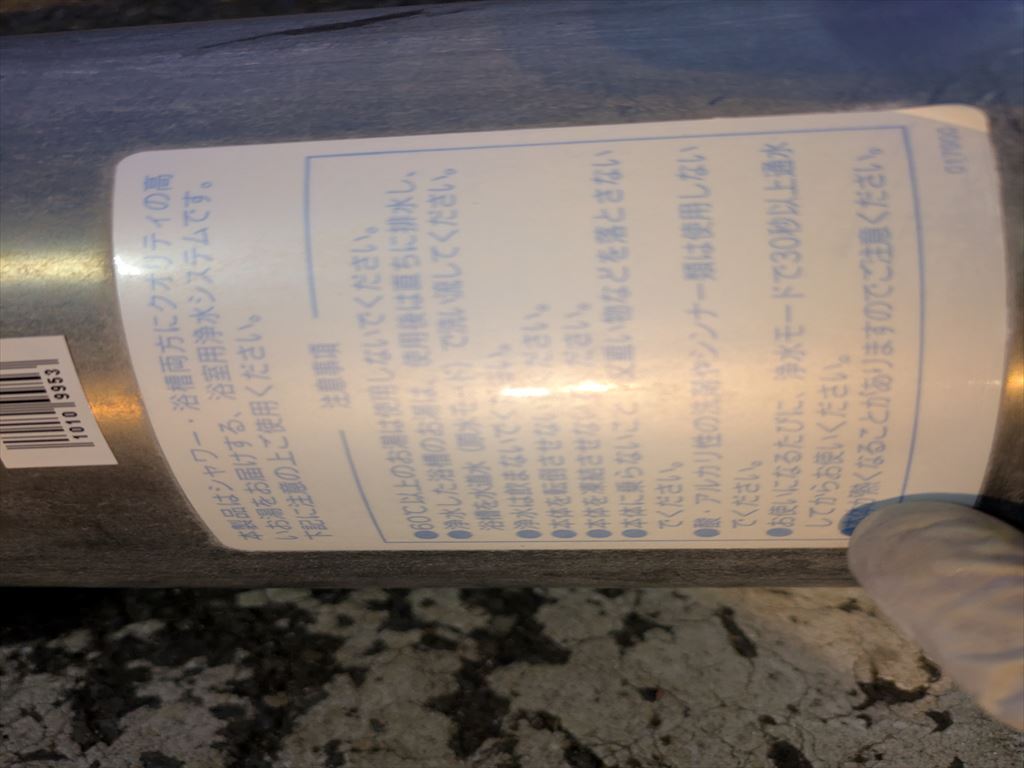 本製品はシャワー・浴槽両方にクオリティの高
いお湯をお届けする、浴室用浄水システムです。
下記に注意の上ご使用ください。
注意事項
●60℃以上のお湯は使用しないでください。
●浄水した浴槽のお湯は、使用後は直ちに排水し、
浴槽を水道水（原水モード）で洗い流してください。
●浄水は飲まないでください。
●本体を転倒させない ください。
●本体を凍結させない ださい。
●本体に乗らないこと 重い物などを落とさない
でください。
●酸・アルカリ性の洗剤やシンナー類は使用しない
でください。
●お使いになるたびに、浄水モードで30秒以上通水
してからお使いください。
熱くなることがありますのでご注意ください。
017900
1010 9953